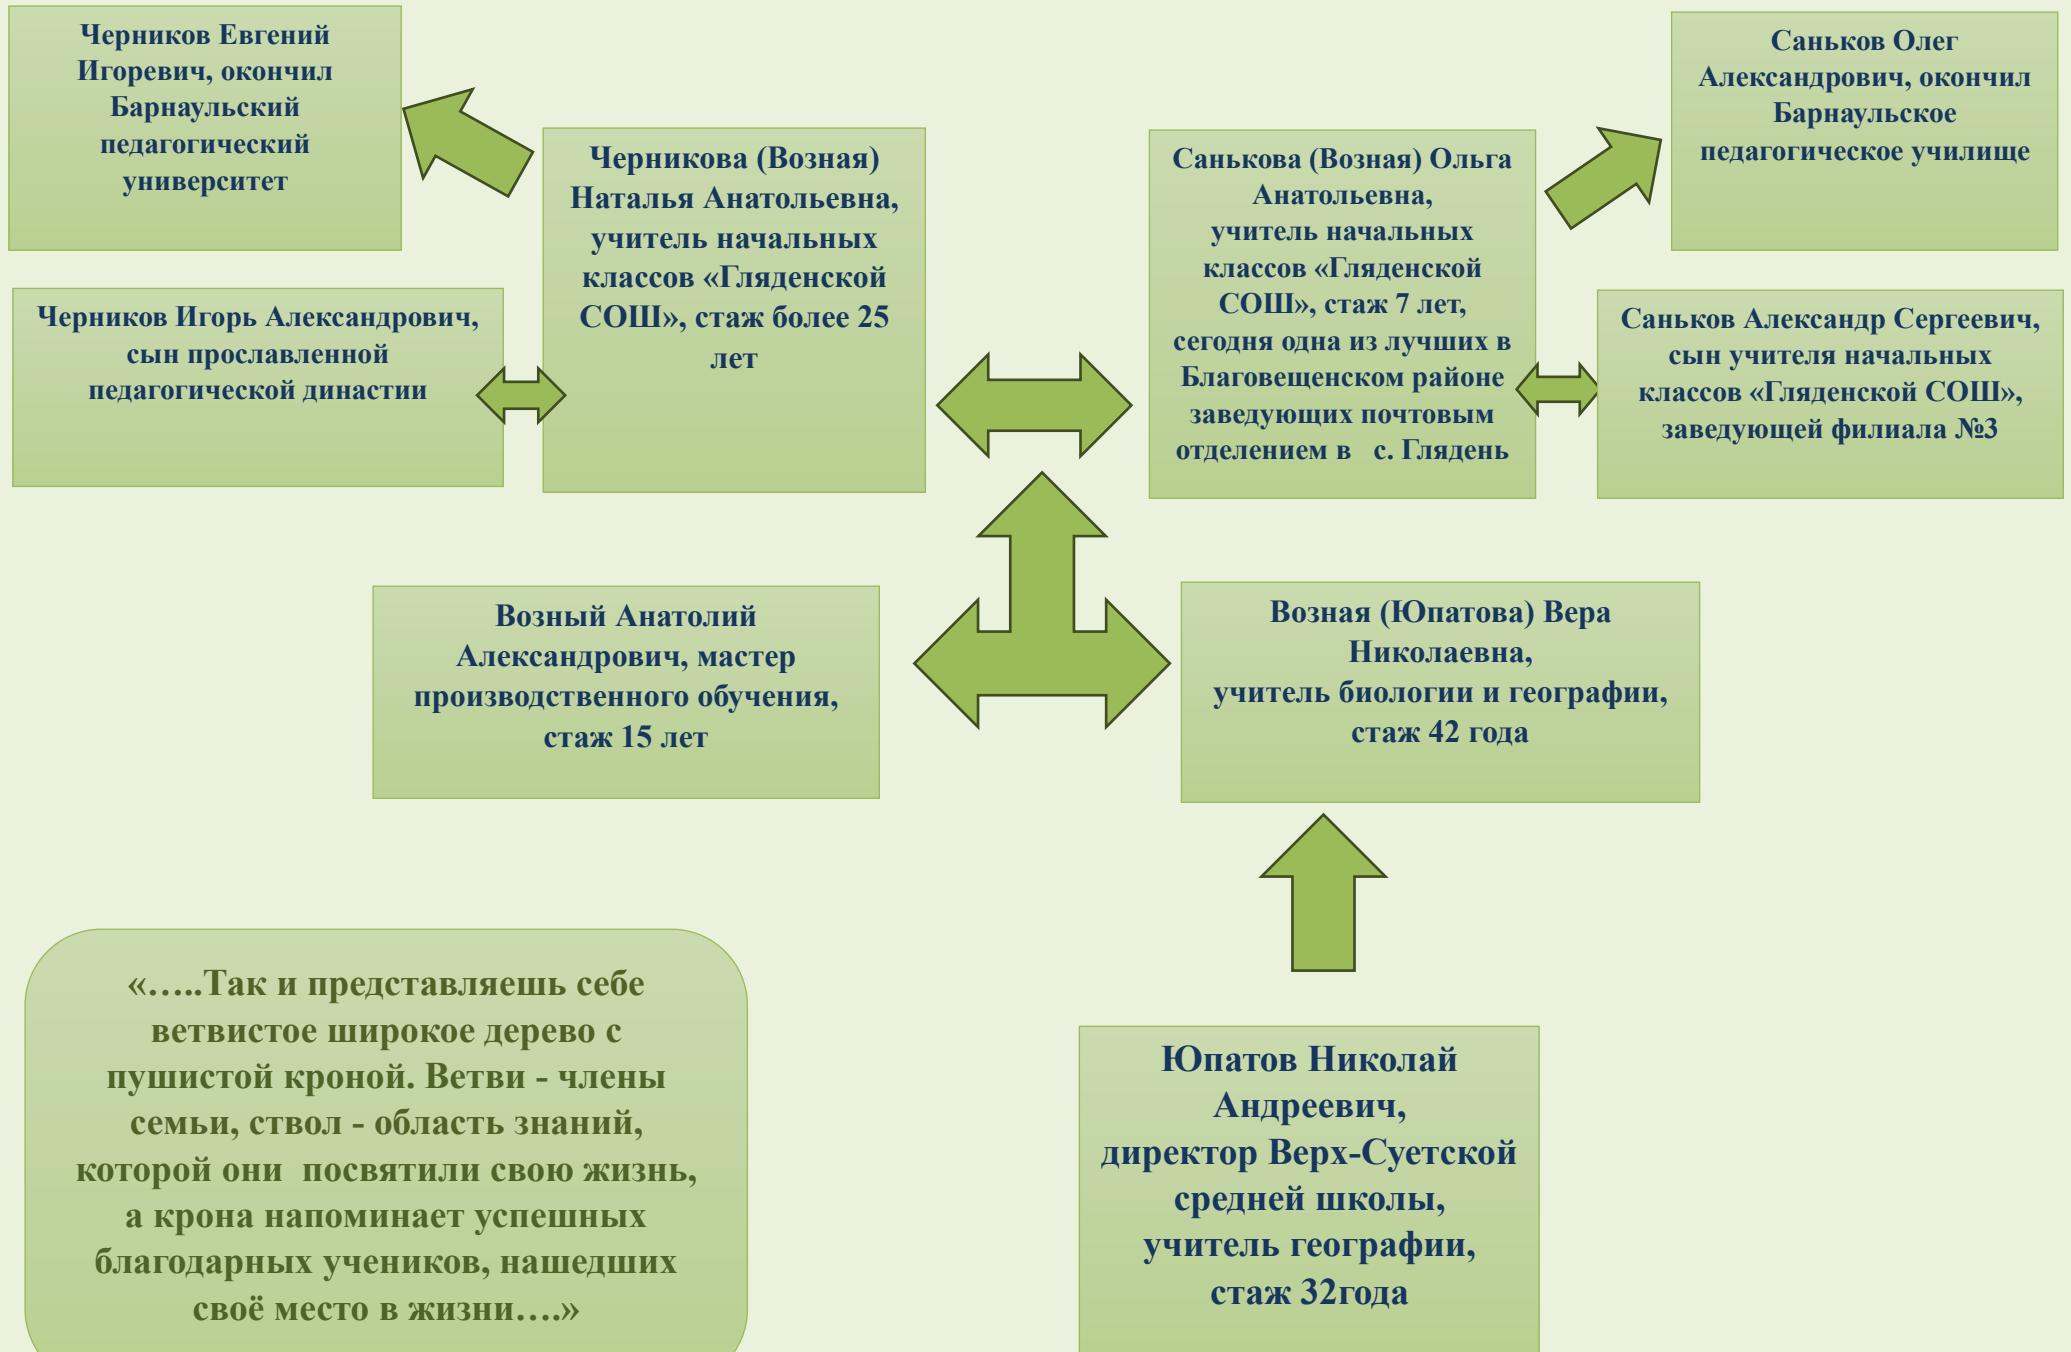 Черников Евгений
Игоревич, окончил
Барнаульский
педагогический
университет
Саньков Олег
Александрович, окончил
Барнаульское
педагогическое училище
Черникова (Возная)
Наталья Анатольевна,
учитель начальных
классов «Гляденской
СОШ», стаж более 25
лет
Санькова (Возная) Ольга
Анатольевна,
учитель начальных
классов «Гляденской
СОШ», стаж 7 лет,
сегодня одна из лучших в
Благовещенском районе
заведующих почтовым
отделением в с. Глядень
Черников Игорь Александрович,
сын прославленной
педагогической династии
Саньков Александр Сергеевич,
сын учителя начальных
классов «Гляденской СОШ»,
заведующей филиала №3
Возный Анатолий
Александрович, мастер
производственного обучения,
стаж 15 лет
Возная (Юпатова) Вера
Николаевна,
учитель биологии и географии,
стаж 42 года
«…..Так и представляешь себе
ветвистое широкое дерево с
пушистой кроной. Ветви - члены
семьи, ствол - область знаний,
которой они посвятили свою жизнь,
а крона напоминает успешных
благодарных учеников, нашедших
своё место в жизни….»
Юпатов Николай
Андреевич,
директор Верх-Суетской
средней школы,
учитель географии,
стаж 32года